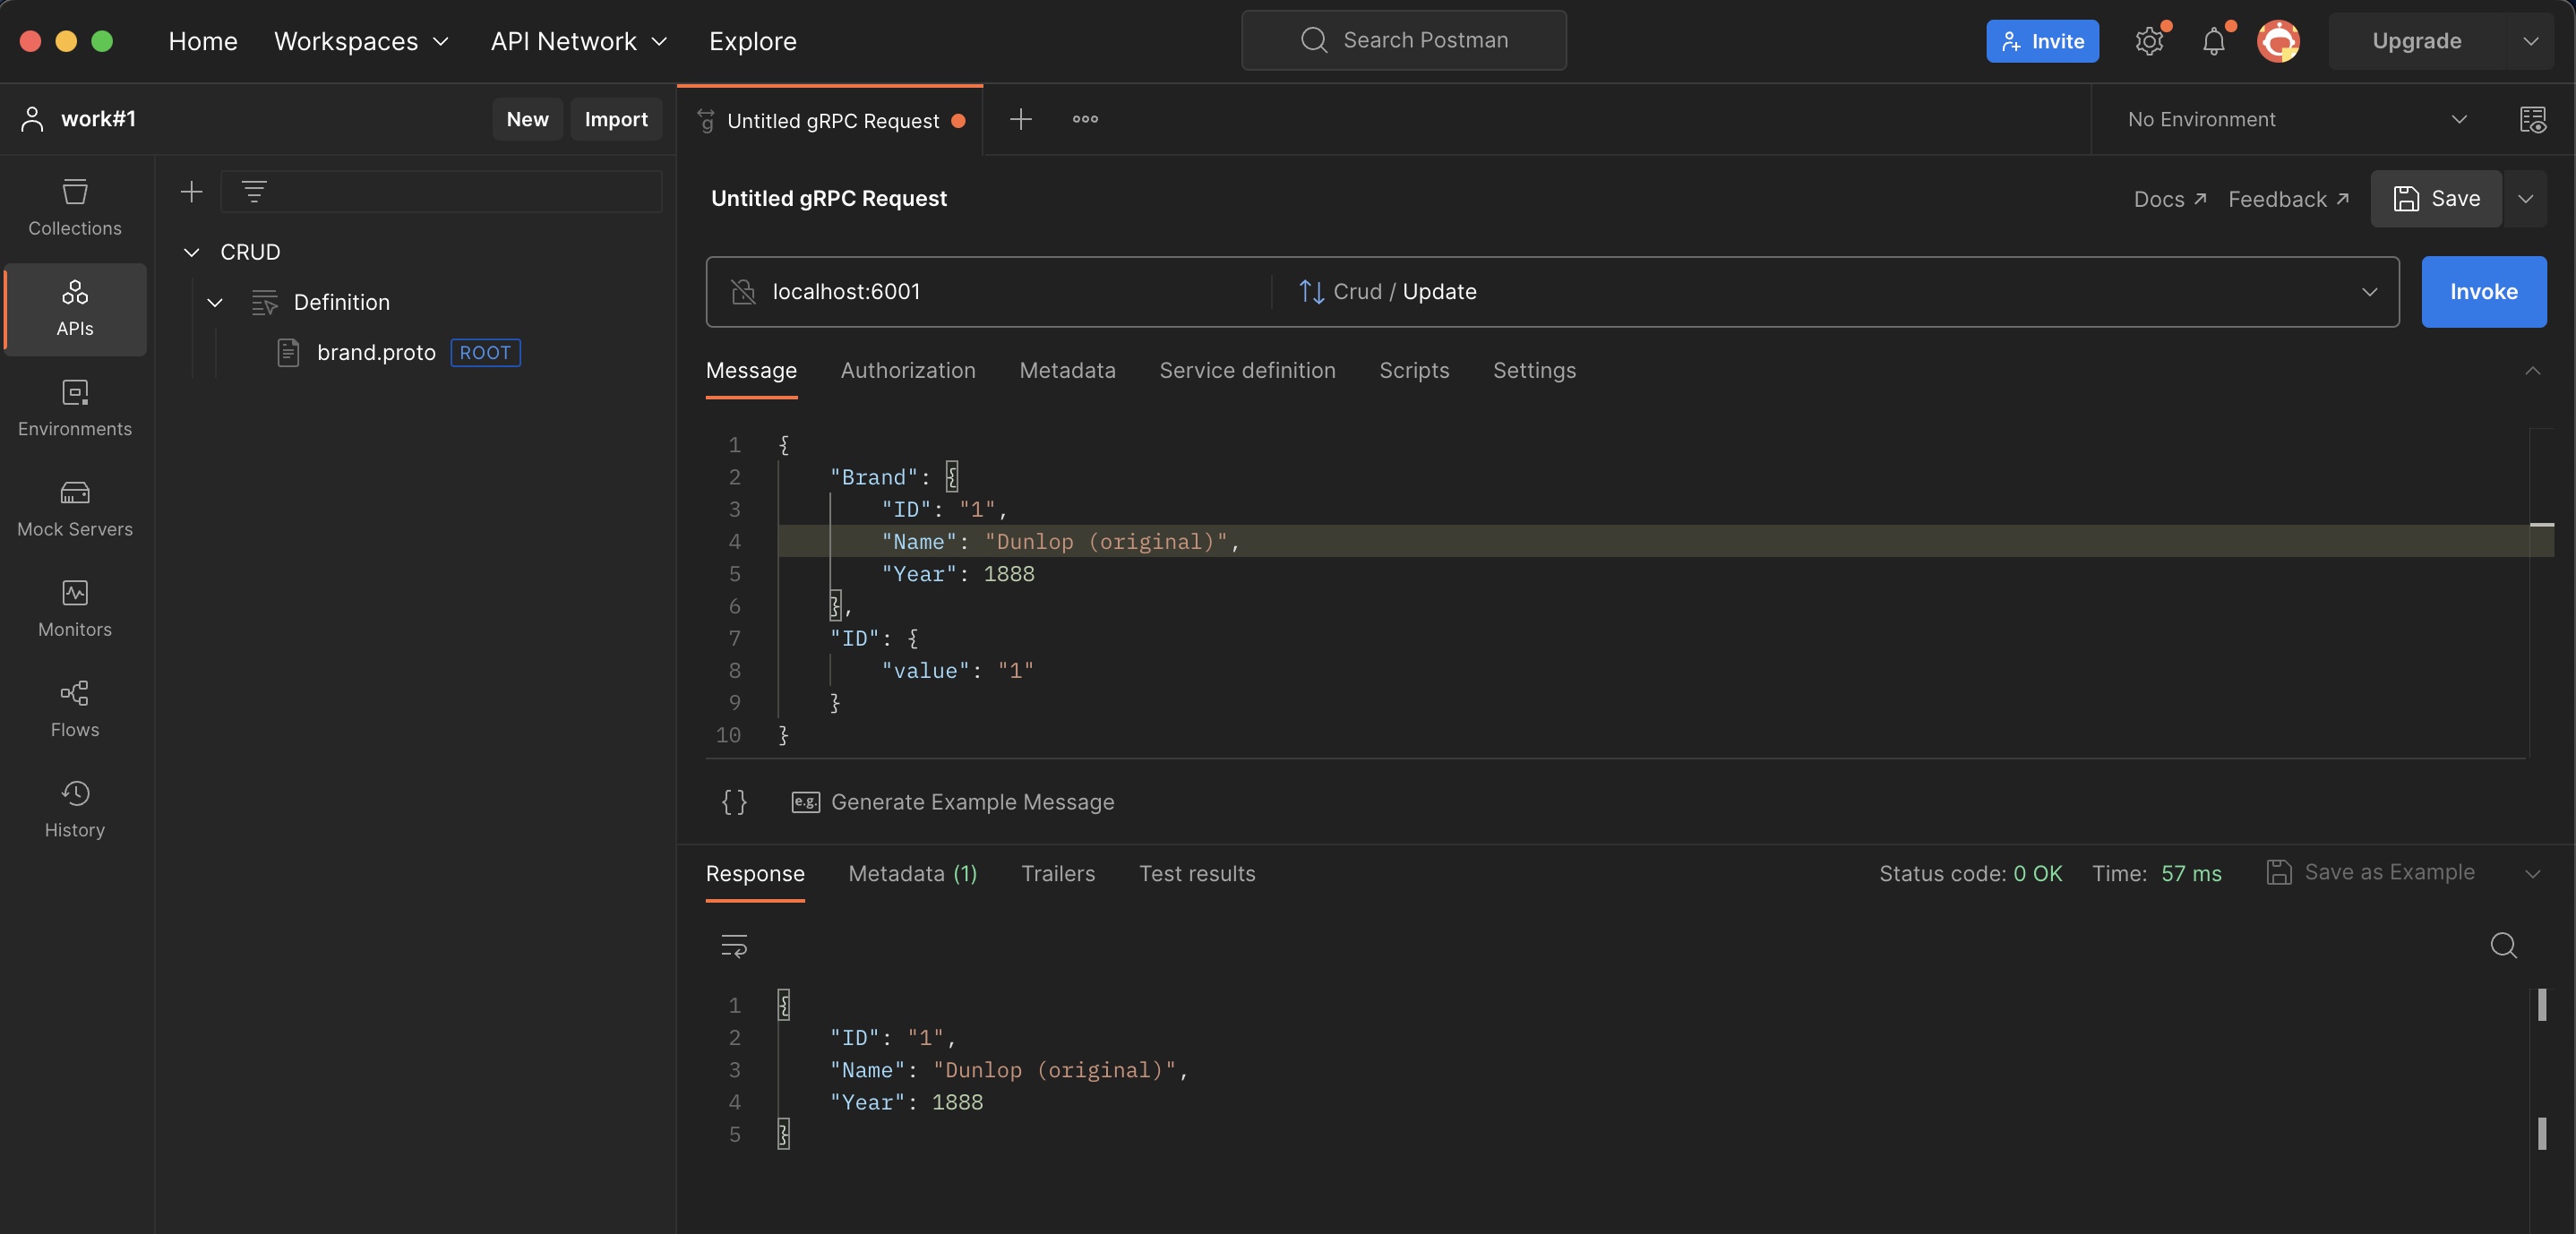 Home Workspaces API Network Explore Search Postman Invite Upgrade
work#1 New Import
Untitled gRPC Request No Environment
Collections
APIs
Environments
Mock Servers
Monitors
Flows
History
CRUD
Definition
brand.proto ROOT
Untitled gRPC Request Docs ↗ Feedback ↗ Save
localhost:6001 Crud / Update Invoke
Message Authorization Metadata Service definition Scripts Settings
1 {
2 "Brand": {
3 "ID": "1",
4 "Name": "Dunlop (original)",
5 "Year": 1888
6 },
7 "ID": {
8 "value": "1"
9 }
10 }
{} e.g. Generate Example Message
Response Metadata (1) Trailers Test results Status code: 0 OK Time: 57 ms Save as Example
1 {
2 "ID": "1",
3 "Name": "Dunlop (original)",
4 "Year": 1888
5 }